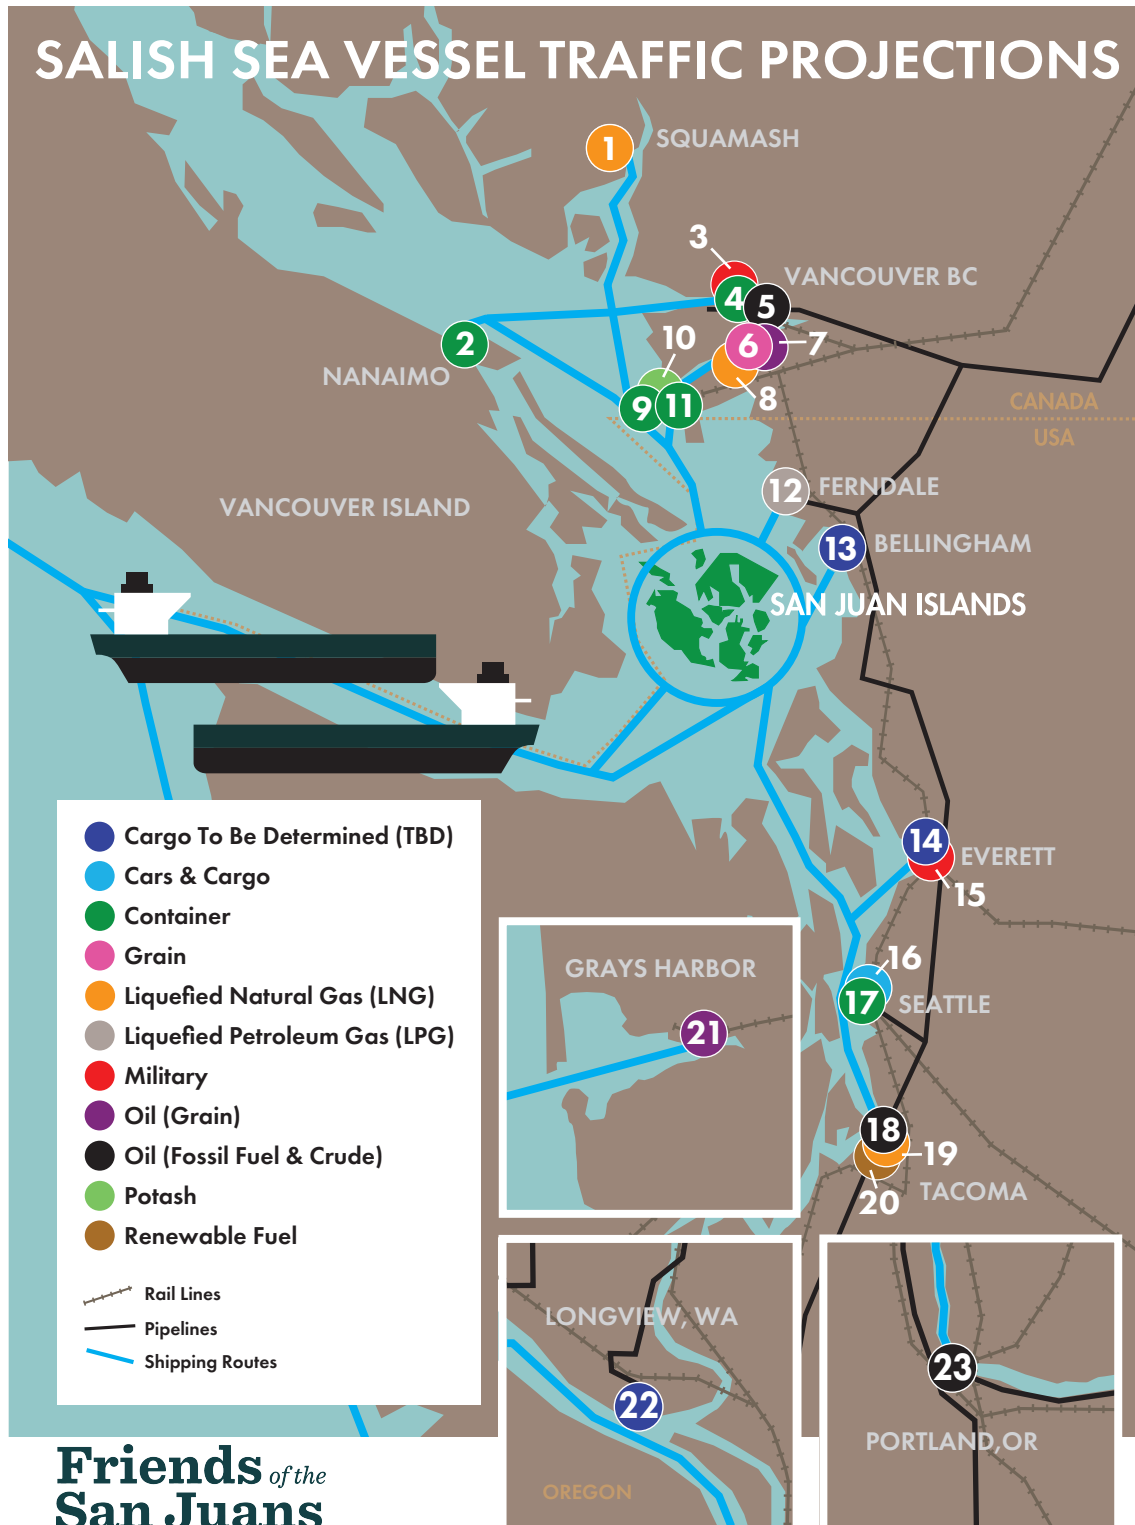 SALISH SEA VESSEL TRAFFIC PROJECTIONS
1
SQUAMASH
3
VANCOUVER BC
4
5
2
6
7
10
NANAIMO
8
9
11
CANADA
USA
12
FERNDALE
VANCOUVER ISLAND
13
BELLINGHAM
SAN JUAN ISLANDS
Cargo To Be Determined (TBD)
Cars & Cargo
Container
Grain
Liquefied Natural Gas (LNG)
Liquefied Petroleum Gas (LPG)
Military
Oil (Grain)
Oil (Fossil Fuel & Crude)
Potash
Renewable Fuel
Rail Lines
Pipelines
Shipping Routes
14
EVERETT
15
16
17
SEATTLE
GRAYS HARBOR
21
18
19
20
TACOMA
LONGVIEW, WA
22
OREGON
23
PORTLAND,OR
Friends of the
San Juans